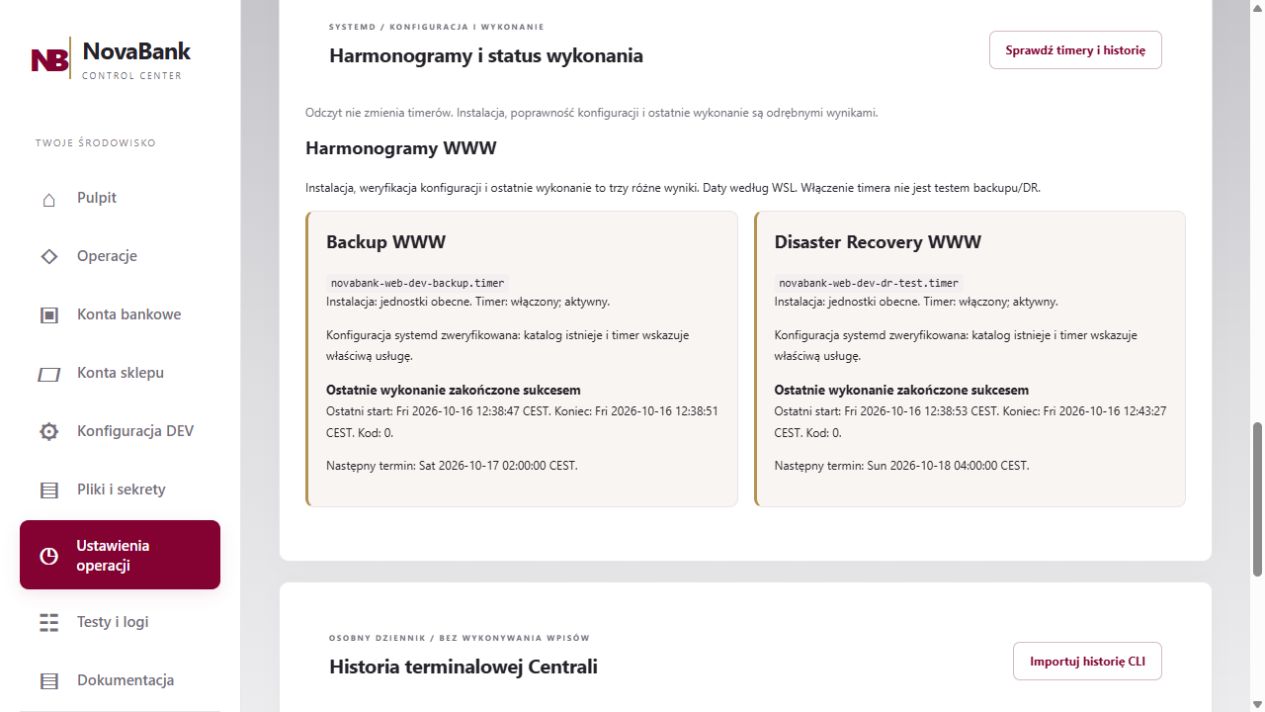 NB NovaBank
CONTROL CENTER
TWOJE ŚRODOWISKO
Pulpit
Operacje
Konta bankowe
Konta sklepu
Konfiguracja DEV
Pliki i sekrety
Ustawienia
operacji
Testy i logi
Dokumentacja
SYSTEMD / KONFIGURACJA I WYKONANIE
Harmonogramy i status wykonania
Sprawdź timery i historię
Odczyt nie zmienia timerów. Instalacja, poprawność konfiguracji i ostatnie wykonanie są odrębnymi wynikami.
Harmonogramy WWW
Instalacja, weryfikacja konfiguracji i ostatnie wykonanie to trzy różne wyniki. Daty według WSL. Włączenie timera nie jest testem backupu/DR.
Backup WWW
novabank-web-dev-backup.timer
Instalacja: jednostki obecne. Timer: włączony; aktywny.
Konfiguracja systemd zweryfikowana: katalog istnieje i timer wskazuje
właściwą usługę.
Ostatnie wykonanie zakończone sukcesem
Ostatni start: Fri 2026-10-16 12:38:47 CEST. Koniec: Fri 2026-10-16 12:38:51
CEST. Kod: 0.
Następny termin: Sat 2026-10-17 02:00:00 CEST.
Disaster Recovery WWW
novabank-web-dev-dr-test.timer
Instalacja: jednostki obecne. Timer: włączony; aktywny.
Konfiguracja systemd zweryfikowana: katalog istnieje i timer wskazuje
właściwą usługę.
Ostatnie wykonanie zakończone sukcesem
Ostatni start: Fri 2026-10-16 12:38:53 CEST. Koniec: Fri 2026-10-16 12:43:27
CEST. Kod: 0.
Następny termin: Sun 2026-10-18 04:00:00 CEST.
OSOBNY DZIENNIK / BEZ WYKONYWANIA WPISÓW
Historia terminalowej Centrali
Importuj historię CLI